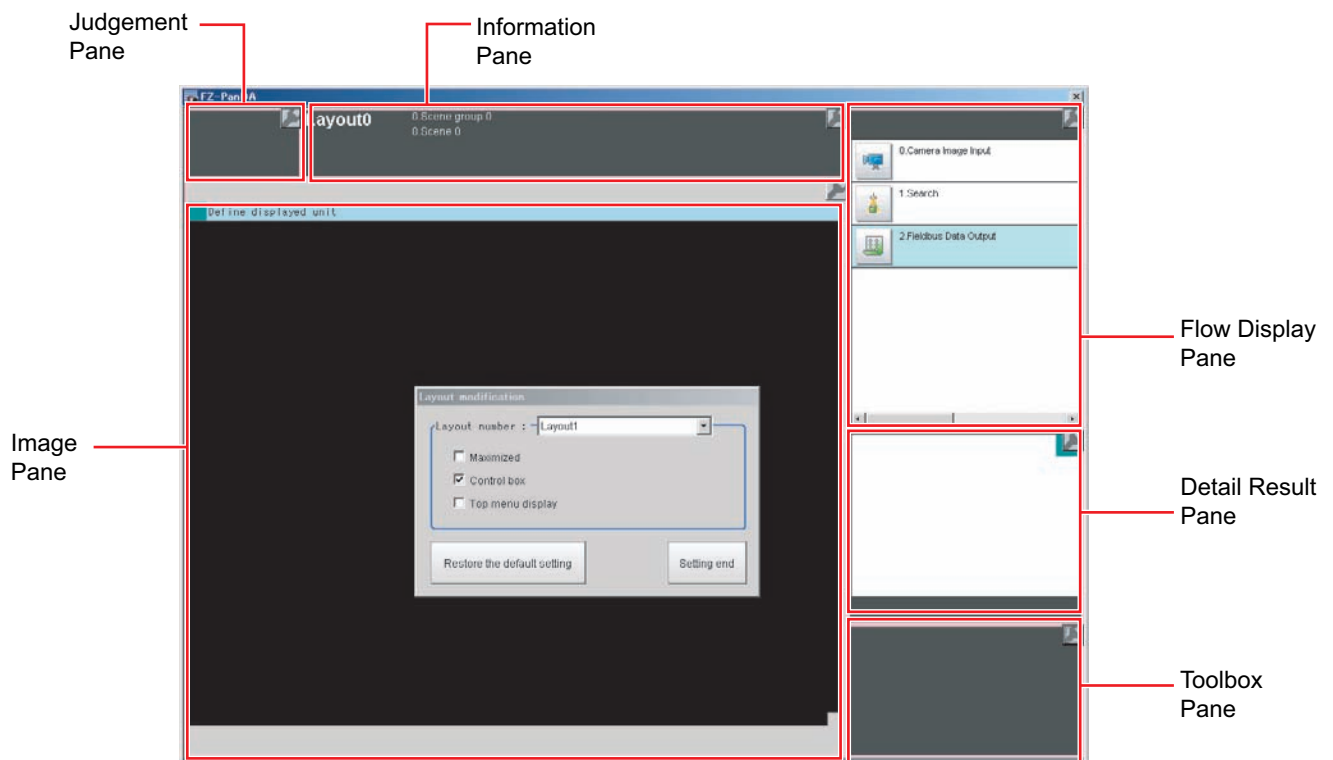 Judgement
Pane
Information
Pane
FZ-PanDA
Layout0
0.Scene group 0
0.Scene 0
0.Camera Image Input
1.Search
2.Fieldbus Data Output
Define displayed unit
Flow Display
Pane
Layout modification
Layout number :
Layout1
Maximized
Control box
Top menu display
Restore the default setting
Setting end
Image
Pane
Detail Result
Pane
Toolbox
Pane